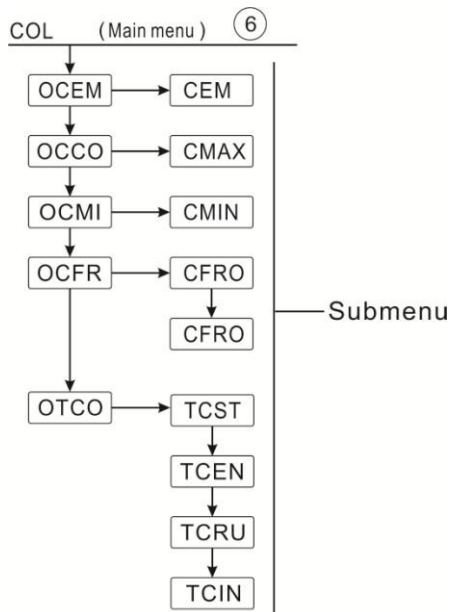 COL (Main menu) 6
OCEM CEM
OCCO CMAX
OCMI CMIN
OCFR CFRO
CFRO
Submenu
OTCO TCST
TCEN
TCRU
TCIN